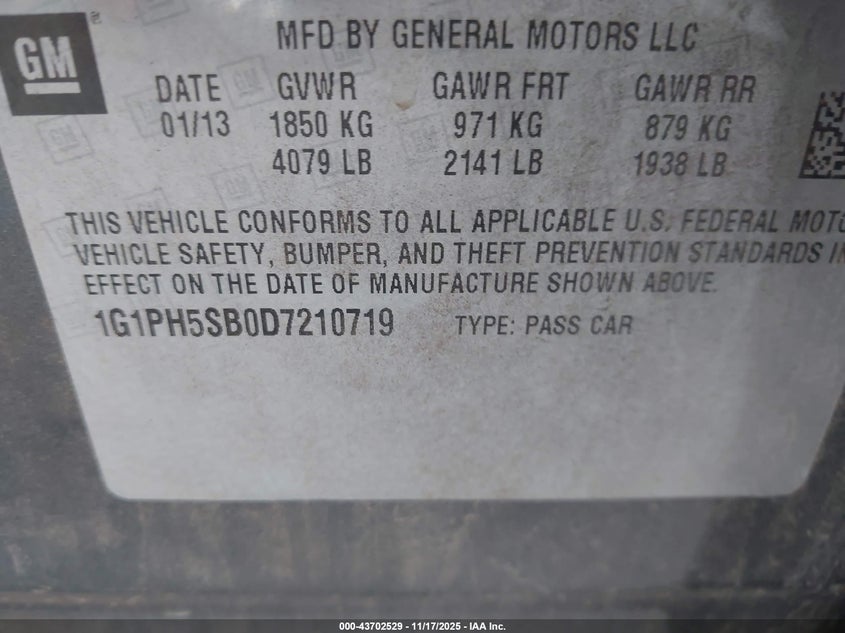 GM
MFD BY GENERAL MOTORS LLC
DATE GVWR GAWR FRT GAWR RR
01/13 1850 KG 971 KG 879 KG
4079 LB 2141 LB 1938 LB
THIS VEHICLE CONFORMS TO ALL APPLICABLE U.S. FEDERAL MOTO
VEHICLE SAFETY, BUMPER, AND THEFT PREVENTION STANDARDS IN
EFFECT ON THE DATE OF MANUFACTURE SHOWN ABOVE.
1G1PH5SB0D7210719 TYPE: PASS CAR
000-43702529 - 11/17/2025 - IAA Inc.